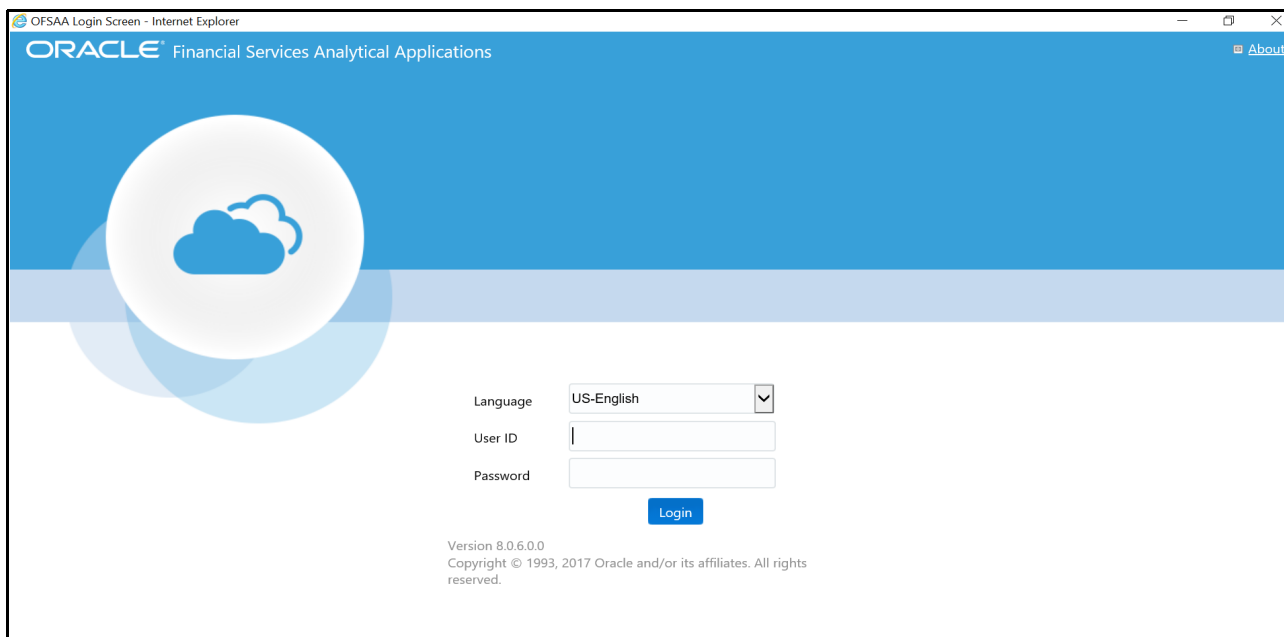 OFSAA Login Screen - Internet Explorer
ORACLE® Financial Services Analytical Applications
About
Language US-English
User ID
Password
Login
Version 8.0.6.0.0
Copyright © 1993, 2017 Oracle and/or its affiliates. All rights
reserved.